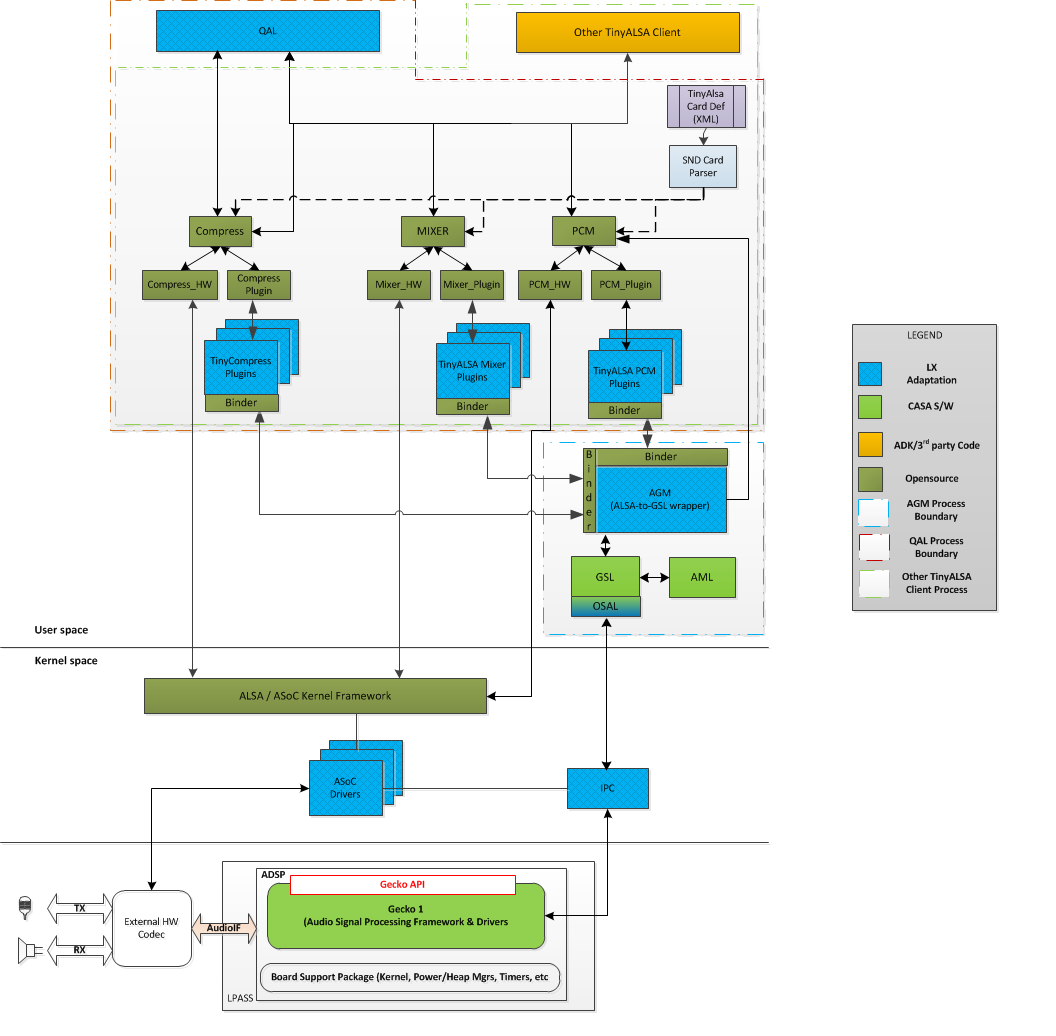 QAL
Other TinyALSA Client
TinyAlsa
Card Def
(XML)
SND Card
Parser
Compress
MIXER
PCM
Compress_HW
Compress
Plugin
Mixer_HW
Mixer_Plugin
PCM_HW
PCM_Plugin
TinyCompress
Plugins
Binder
TinyALSA Mixer
Plugins
Binder
TinyALSA PCM
Plugins
Binder
Binder
Binder
AGM
(ALSA-to-GSL wrapper)
GSL
AML
OSAL
User space
Kernel space
ALSA / ASoC Kernel Framework
ASoC
Drivers
IPC
ADSP
Gecko API
Gecko 1
(Audio Signal Processing Framework & Drivers
Board Support Package (Kernel, Power/Heap Mgrs, Timers, etc
LPASS
External HW
Codec
AudioIF
TX
RX
LEGEND
LX
Adaptation
CASA S/W
ADK/3rd party Code
Opensource
AGM Process
Boundary
QAL Process
Boundary
Other TinyALSA
Client Process